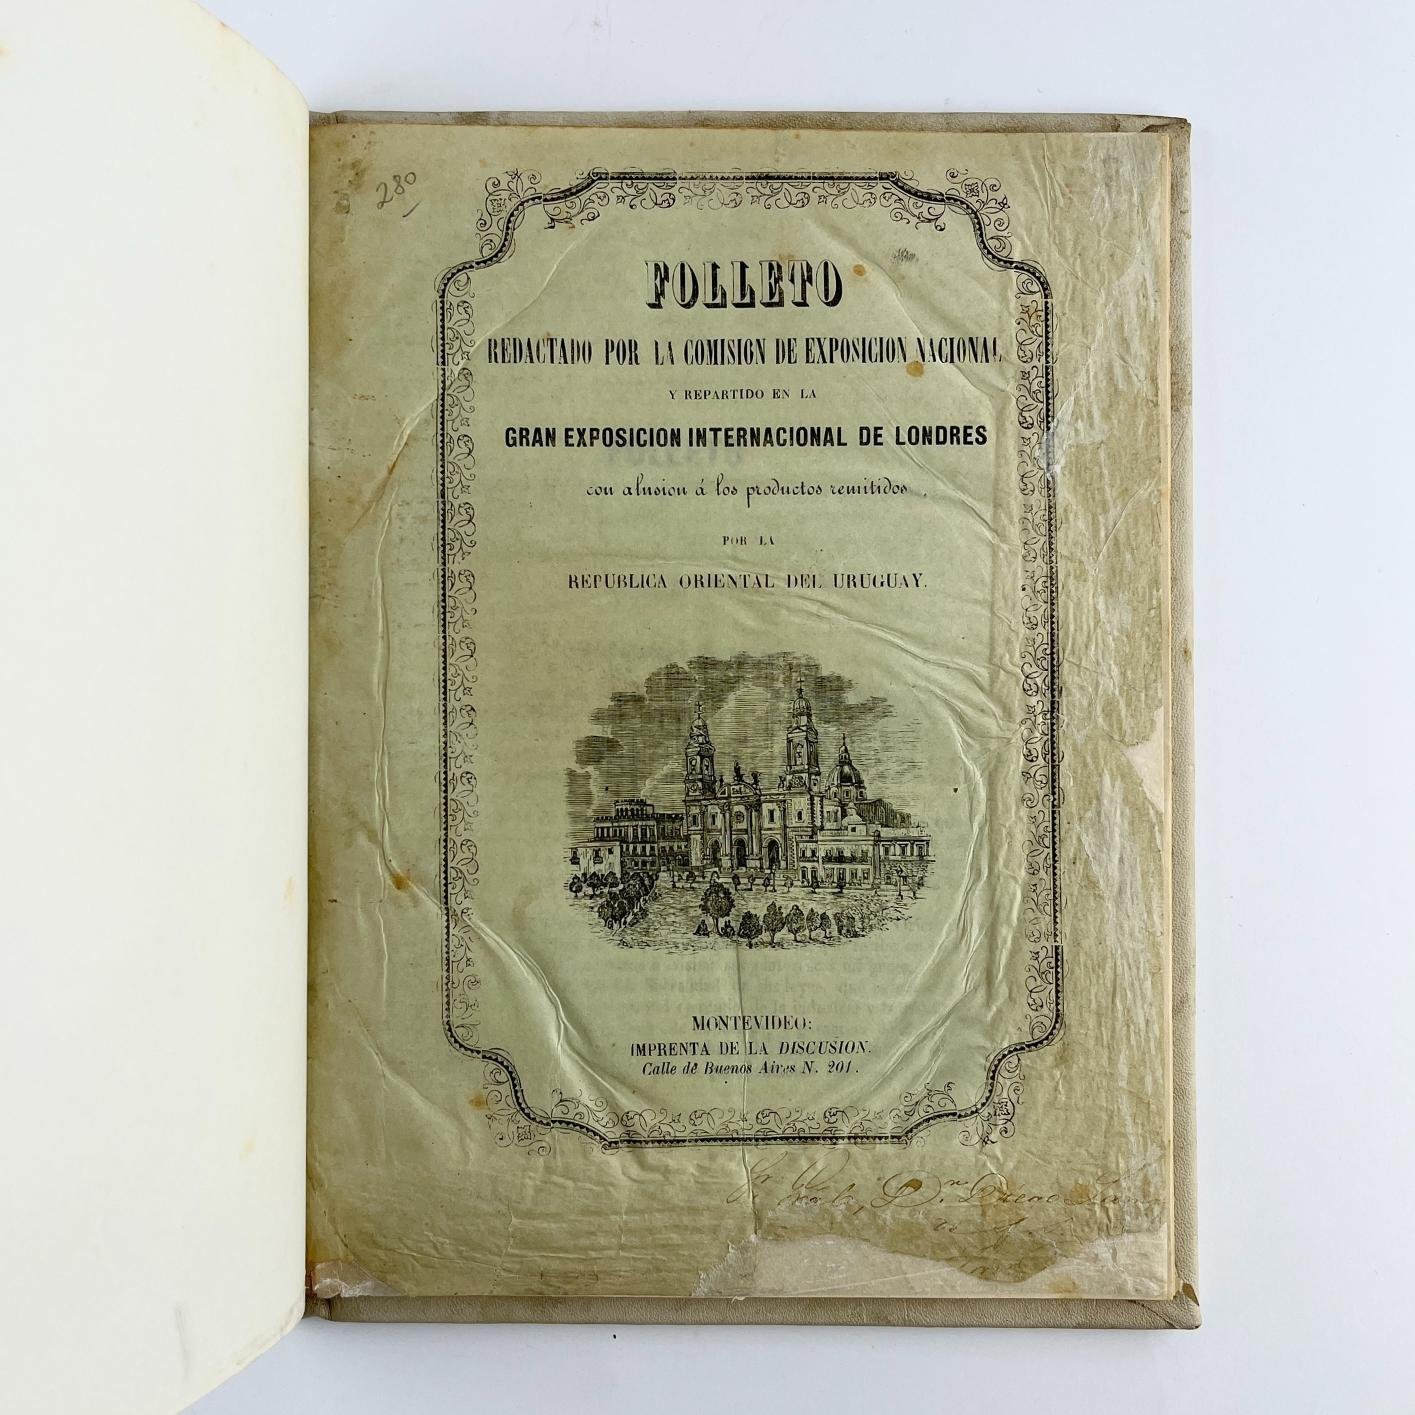 280
FOLLETO
REDACTADO POR LA COMISION DE EXPOSICION NACIONAL
Y REPARTIDO EN LA
GRAN EXPOSICION INTERNACIONAL DE LONDRES
con alusion á los productos remitidos
POR LA
REPUBLICA ORIENTAL DEL URUGUAY.
MONTEVIDEO:
IMPRENTA DE LA DISCUSION.
Calle de Buenos Aires N. 201.
Dn. Diego